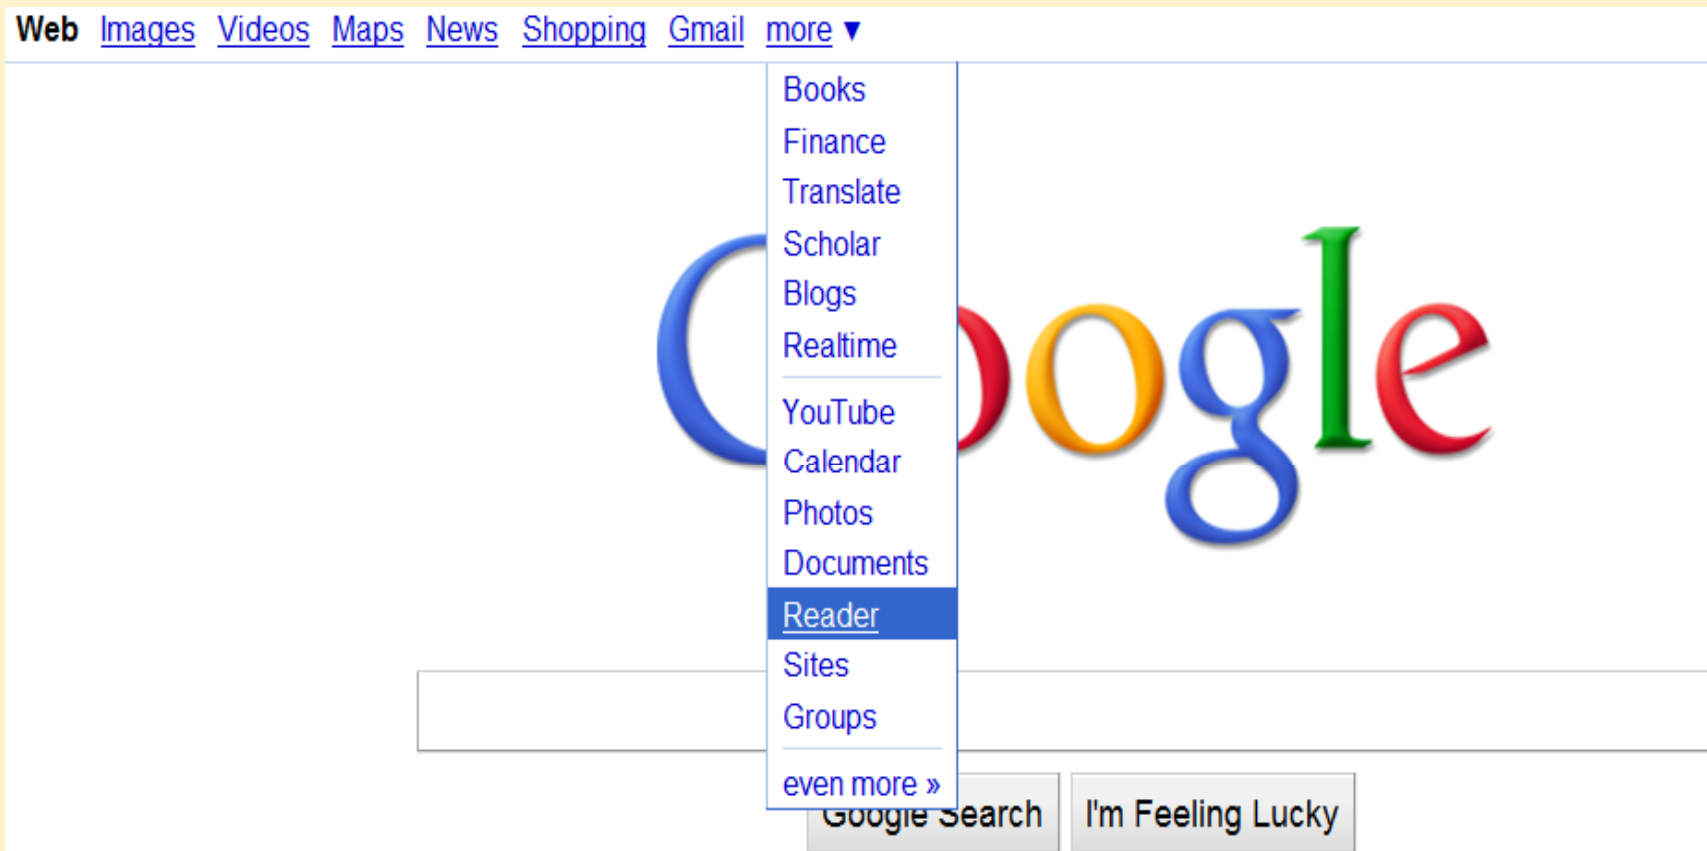 Web Images Videos Maps News Shopping Gmail more ▼
Books
Finance
Translate
Scholar
Blogs
Realtime
YouTube
Calendar
Photos
Documents
Reader
Sites
Groups
even more »
Google
Google Search I'm Feeling Lucky